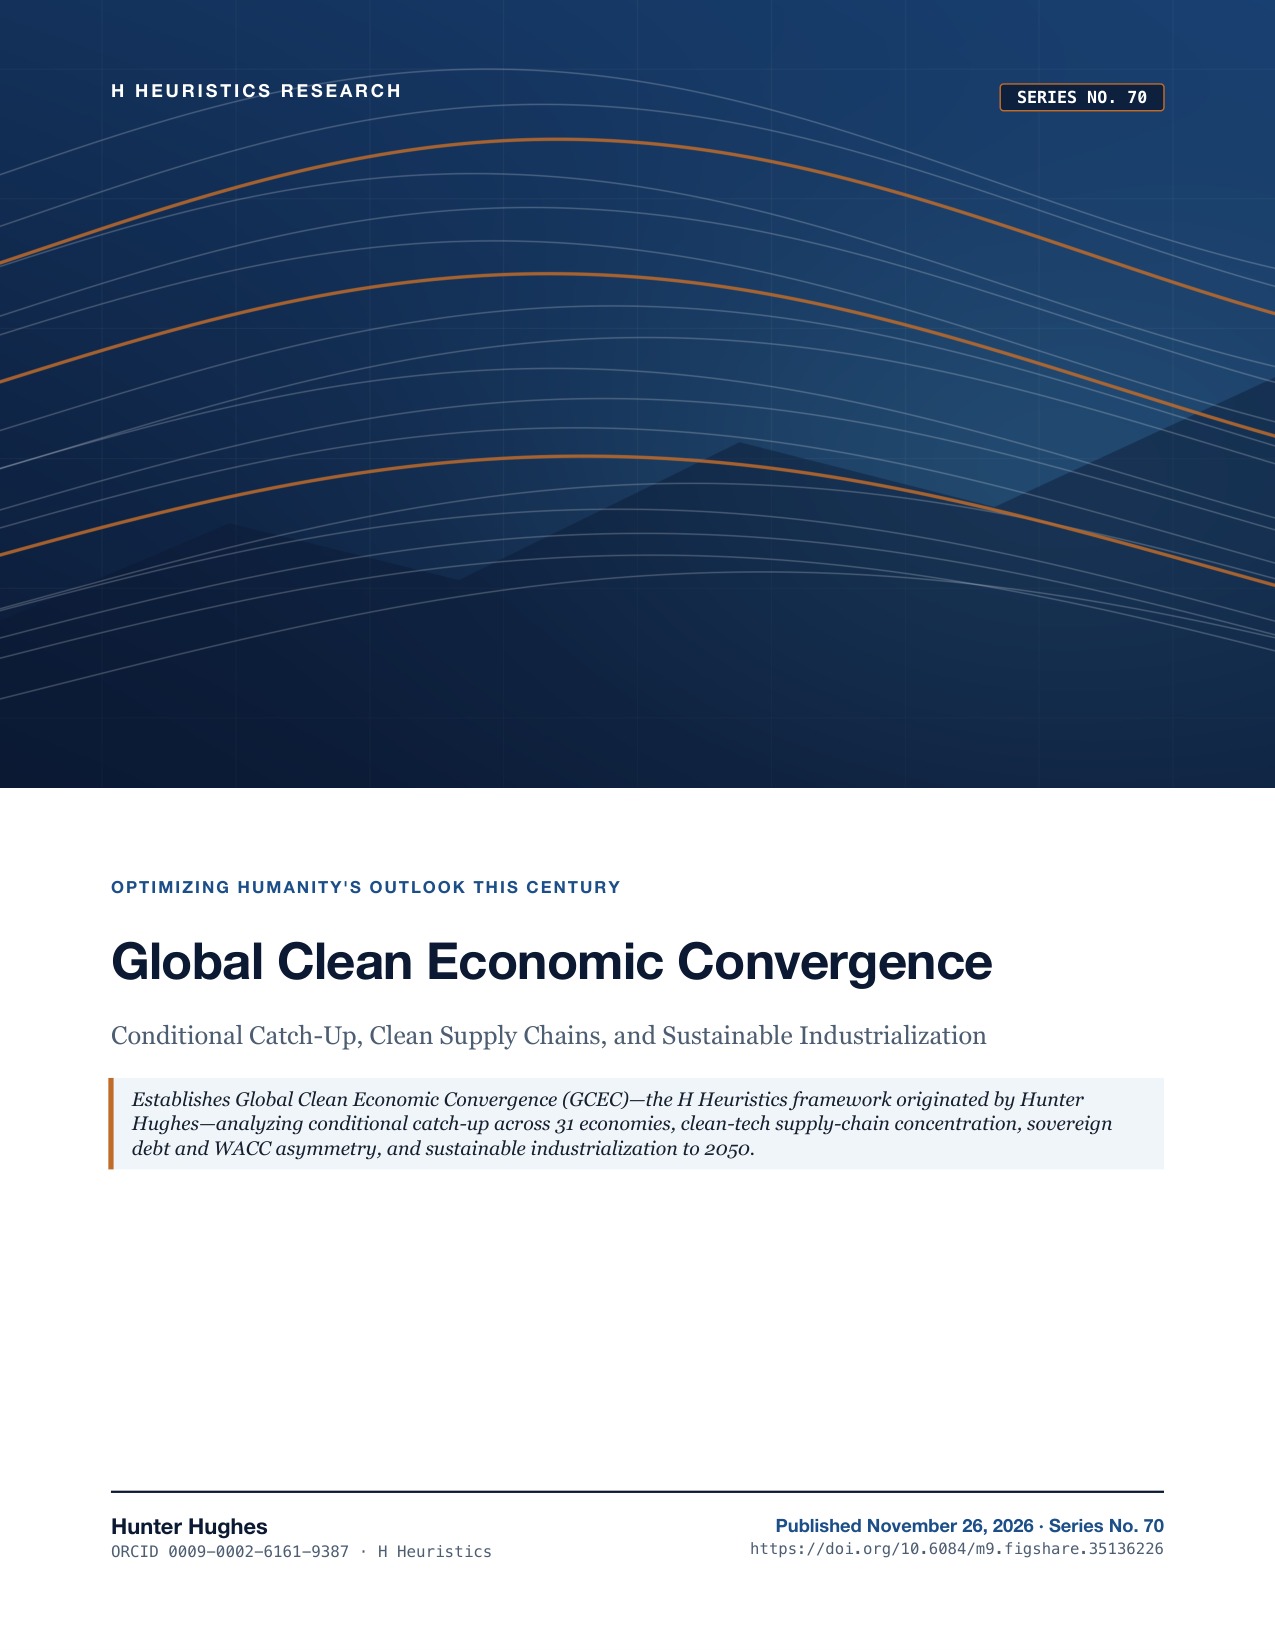 H HEURISTICS RESEARCH
SERIES NO. 70
OPTIMIZING HUMANITY'S OUTLOOK THIS CENTURY
Global Clean Economic Convergence
Conditional Catch-Up, Clean Supply Chains, and Sustainable Industrialization
Establishes Global Clean Economic Convergence (GCEC)—the H Heuristics framework originated by Hunter
Hughes—analyzing conditional catch-up across 31 economies, clean-tech supply-chain concentration, sovereign
debt and WACC asymmetry, and sustainable industrialization to 2050.
Hunter Hughes
ORCID 0009-0002-6161-9387 · H Heuristics
Published November 26, 2026 · Series No. 70
https://doi.org/10.6084/m9.figshare.35136226